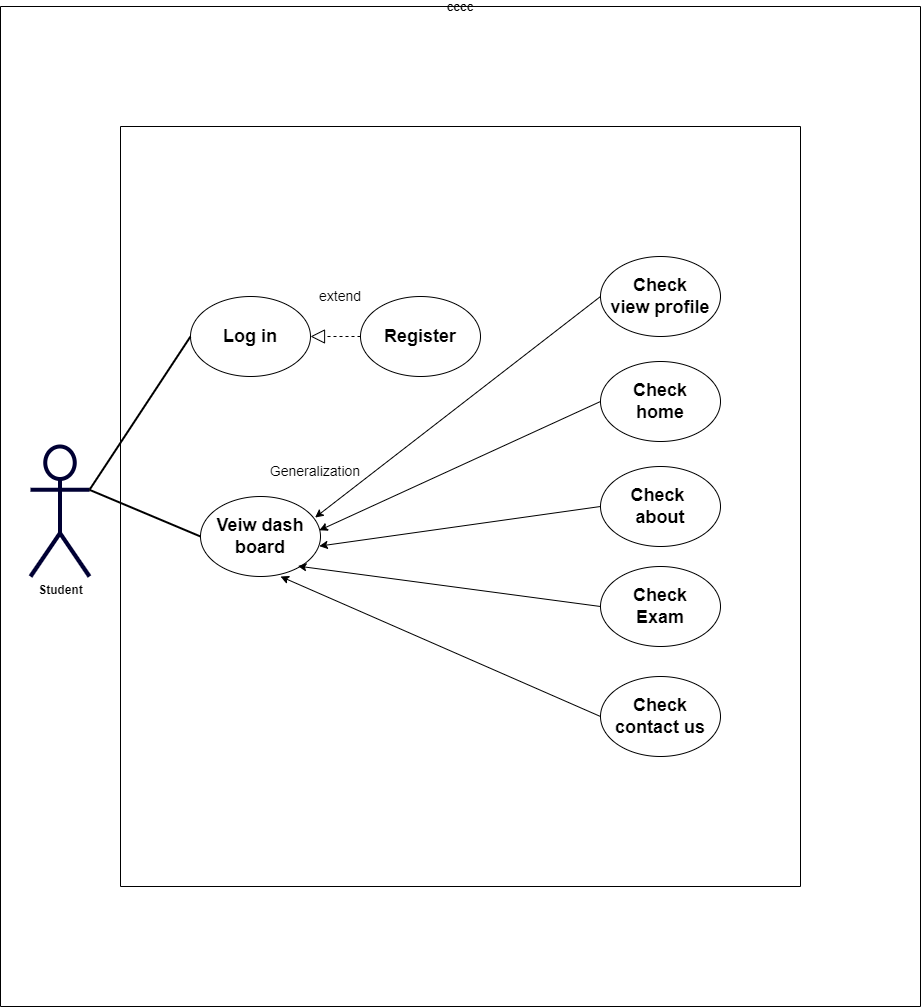 cccc
extend
Log in
Register
Check
view profile
Check
home
Generalization
Check
about
Veiw dash
board
Student
Check
Exam
Check
contact us